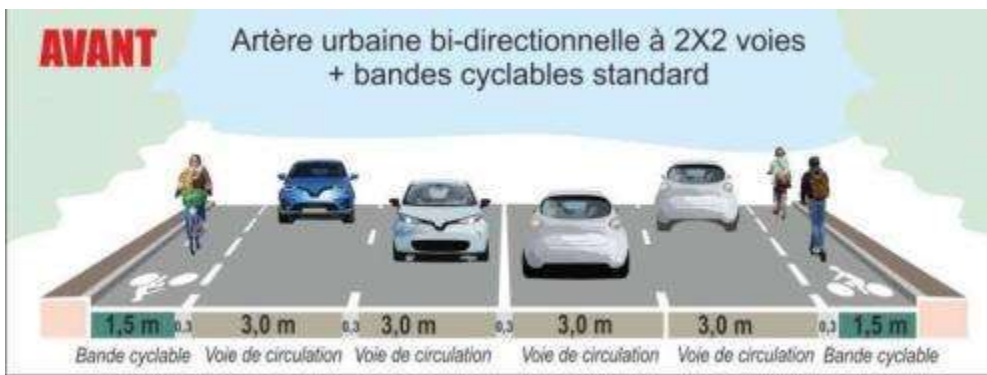 AVANT
Artère urbaine bi-directionnelle à 2X2 voies
+ bandes cyclables standard
1,5 m 0,3 3,0 m 0,3 3,0 m 0,3 3,0 m 3,0 m 0,3 1,5 m
Bande cyclable Voie de circulation Voie de circulation Voie de circulation Voie de circulation Bande cyclable